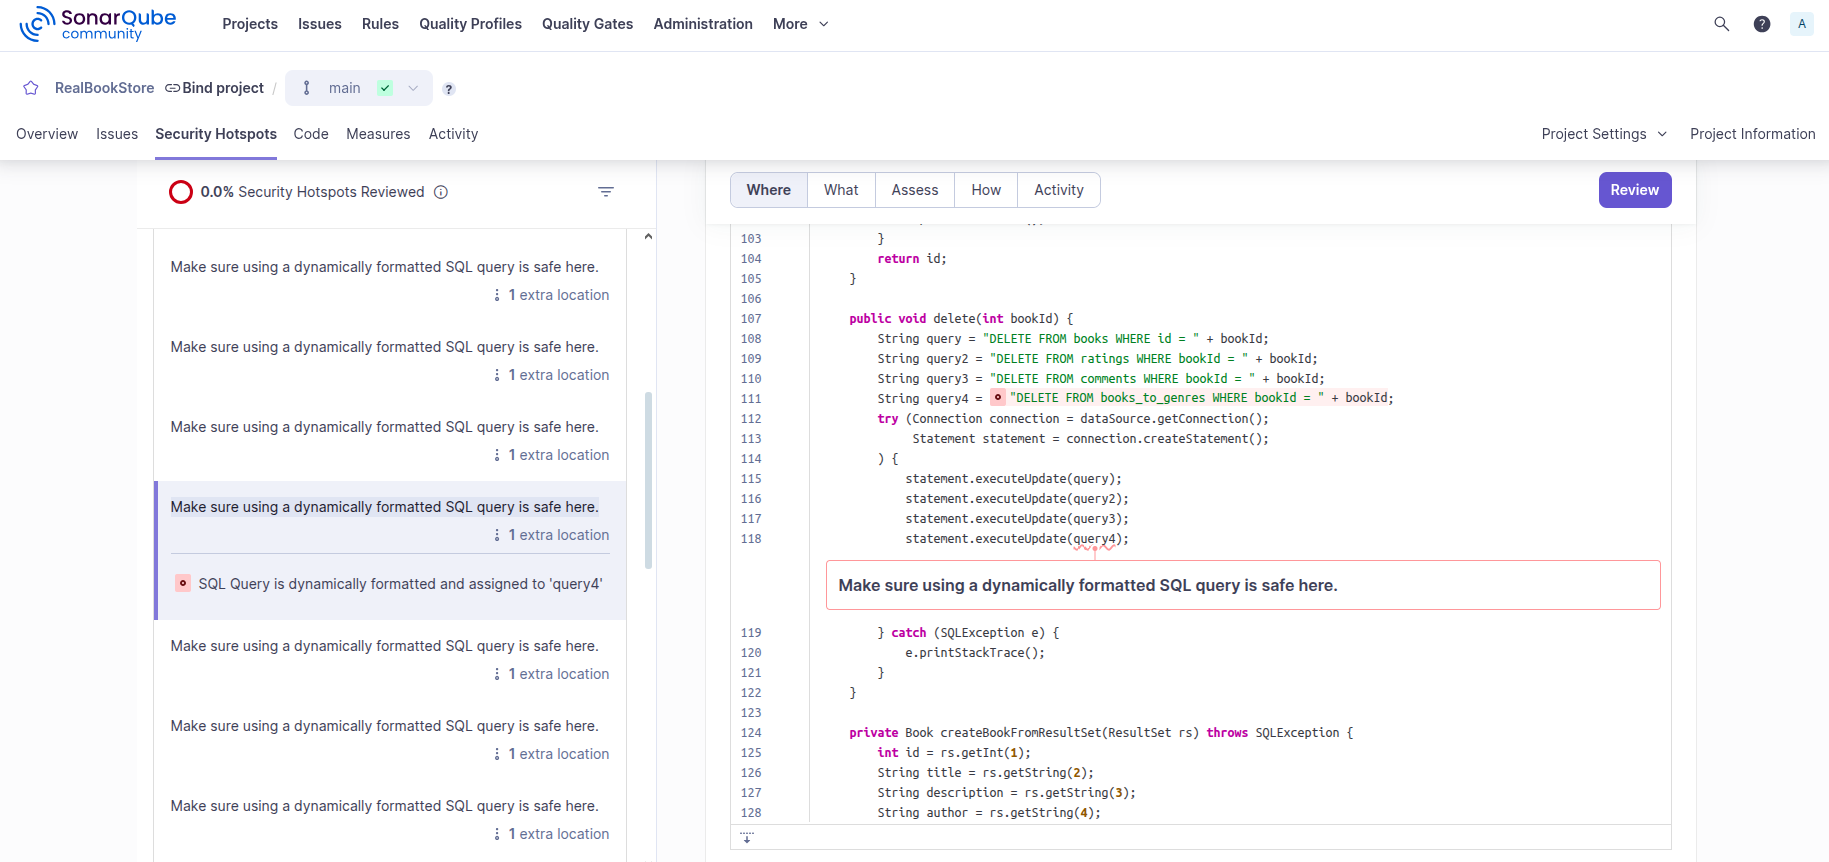 SonarQube
community
Projects Issues Rules Quality Profiles Quality Gates Administration More
? A
RealBookStore Bind project / main ?
Overview Issues Security Hotspots Code Measures Activity Project Settings Project Information
0.0% Security Hotspots Reviewed
Make sure using a dynamically formatted SQL query is safe here.
1 extra location
Make sure using a dynamically formatted SQL query is safe here.
1 extra location
Make sure using a dynamically formatted SQL query is safe here.
1 extra location
Make sure using a dynamically formatted SQL query is safe here.
1 extra location
SQL Query is dynamically formatted and assigned to 'query4'
Make sure using a dynamically formatted SQL query is safe here.
1 extra location
Make sure using a dynamically formatted SQL query is safe here.
1 extra location
Make sure using a dynamically formatted SQL query is safe here.
1 extra location
Where What Assess How Activity Review
103 }
104 return id;
105 }
106
107 public void delete(int bookId) {
108 String query = "DELETE FROM books WHERE id = " + bookId;
109 String query2 = "DELETE FROM ratings WHERE bookId = " + bookId;
110 String query3 = "DELETE FROM comments WHERE bookId = " + bookId;
111 String query4 = "DELETE FROM books_to_genres WHERE bookId = " + bookId;
112 try (Connection connection = dataSource.getConnection();
113 Statement statement = connection.createStatement();
114 ) {
115 statement.executeUpdate(query);
116 statement.executeUpdate(query2);
117 statement.executeUpdate(query3);
118 statement.executeUpdate(query4);
Make sure using a dynamically formatted SQL query is safe here.
119 } catch (SQLException e) {
120 e.printStackTrace();
121 }
122 }
123
124 private Book createBookFromResultSet(ResultSet rs) throws SQLException {
125 int id = rs.getInt(1);
126 String title = rs.getString(2);
127 String description = rs.getString(3);
128 String author = rs.getString(4);